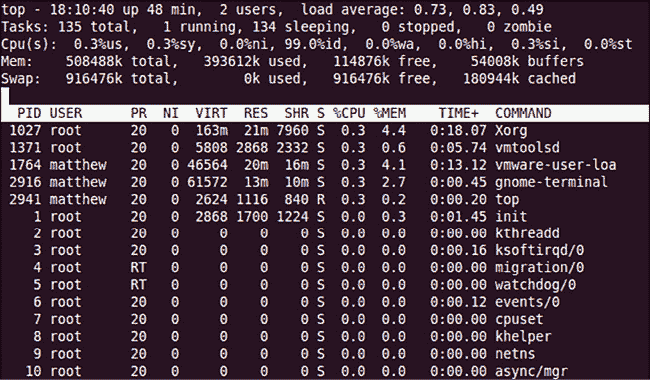 top - 18:10:40 up 48 min,  2 users,  load average: 0.73, 0.83, 0.49
Tasks: 135 total,   1 running, 134 sleeping,   0 stopped,   0 zombie
Cpu(s):  0.3%us,  0.3%sy,  0.0%ni, 99.0%id,  0.0%wa,  0.0%hi,  0.3%si,  0.0%st
Mem:    508488k total,   393612k used,   114876k free,    54008k buffers
Swap:   916476k total,        0k used,   916476k free,   180944k cached
  PID USER      PR  NI  VIRT  RES  SHR S %CPU %MEM    TIME+  COMMAND
 1027 root      20   0  163m  21m 7960 S  0.3  4.4   0:18.07 Xorg
 1371 root      20   0  5808 2868 2332 S  0.3  0.6   0:05.74 vmtoolsd
 1764 matthew   20   0 46564  20m  16m S  0.3  4.1   0:13.12 vmware-user-loa
 2916 matthew   20   0 61572  13m  10m S  0.3  2.7   0:00.45 gnome-terminal
 2941 matthew   20   0  2624 1116  840 R  0.3  0.2   0:00.20 top
    1 root      20   0  2868 1700 1224 S  0.0  0.3   0:01.45 init
    2 root      20   0     0    0    0 S  0.0  0.0   0:00.00 kthreadd
    3 root      20   0     0    0    0 S  0.0  0.0   0:00.16 ksoftirqd/0
    4 root      RT   0     0    0    0 S  0.0  0.0   0:00.00 migration/0
    5 root      RT   0     0    0    0 S  0.0  0.0   0:00.00 watchdog/0
    6 root      20   0     0    0    0 S  0.0  0.0   0:00.12 events/0
    7 root      20   0     0    0    0 S  0.0  0.0   0:00.00 cpuset
    8 root      20   0     0    0    0 S  0.0  0.0   0:00.00 khelper
    9 root      20   0     0    0    0 S  0.0  0.0   0:00.00 netns
   10 root      20   0     0    0    0 S  0.0  0.0   0:00.00 async/mgr